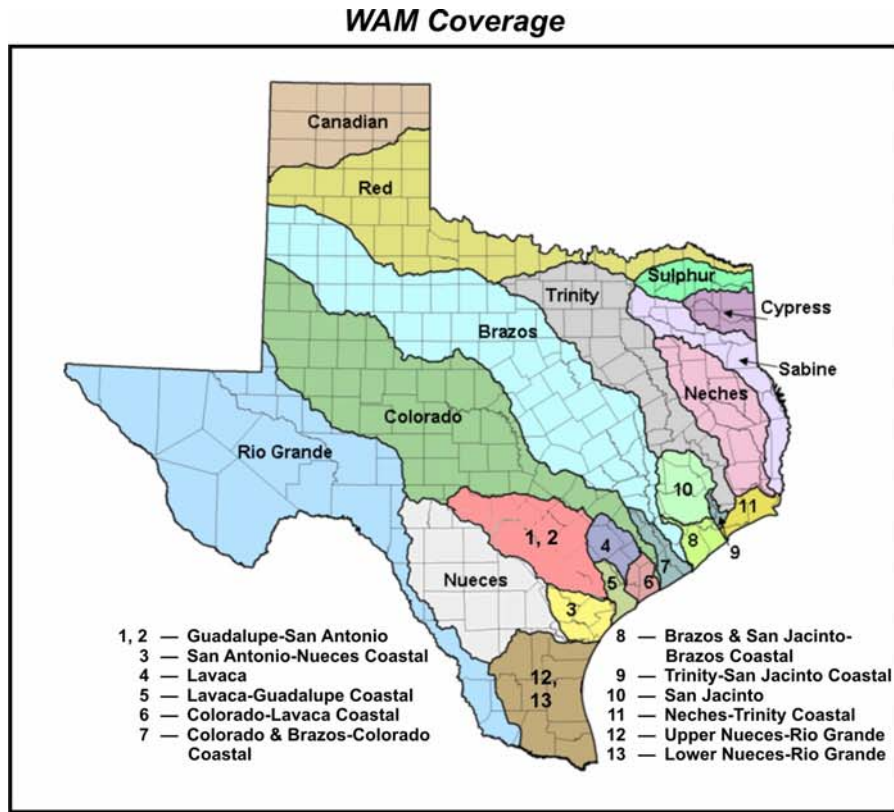 WAM Coverage
Canadian
Red
Sulphur
Trinity
Cypress
Brazos
Sabine
Neches
Colorado
Rio Grande
10
11
1, 2
4
8
9
7
Nueces
5
6
3
12,
13
1, 2 — Guadalupe-San Antonio
3 — San Antonio-Nueces Coastal
4 — Lavaca
5 — Lavaca-Guadalupe Coastal
6 — Colorado-Lavaca Coastal
7 — Colorado & Brazos-Colorado
Coastal
8 — Brazos & San Jacinto-
Brazos Coastal
9 — Trinity-San Jacinto Coastal
10 — San Jacinto
11 — Neches-Trinity Coastal
12 — Upper Nueces-Rio Grande
13 — Lower Nueces-Rio Grande